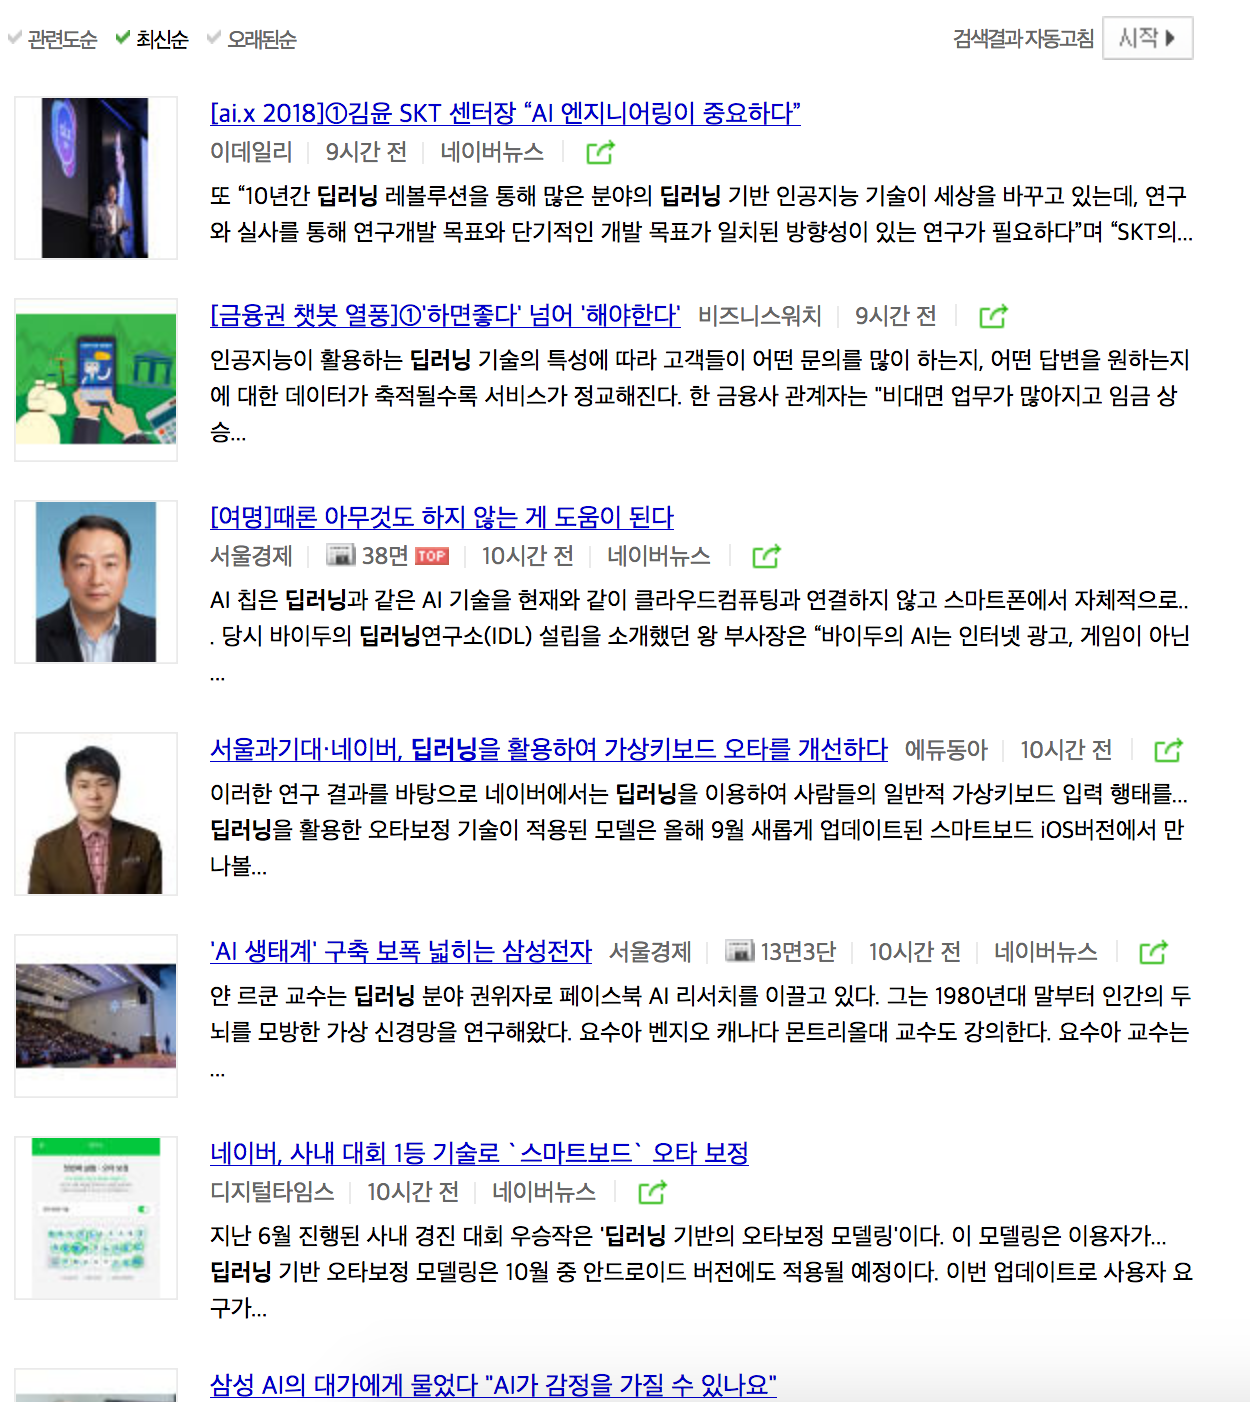 관련도순 최신순 오래된순 검색결과 자동고침 시작
[ai.x 2018]①김윤 SKT 센터장 “AI 엔지니어링이 중요하다”
이데일리 9시간 전 네이버뉴스
또 “10년간 딥러닝 레볼루션을 통해 많은 분야의 딥러닝 기반 인공지능 기술이 세상을 바꾸고 있는데, 연구
와 실사를 통해 연구개발 목표와 단기적인 개발 목표가 일치된 방향성이 있는 연구가 필요하다”며 “SKT의...
[금융권 챗봇 열풍]①'하면좋다' 넘어 '해야한다' 비즈니스워치 9시간 전
인공지능이 활용하는 딥러닝 기술의 특성에 따라 고객들이 어떤 문의를 많이 하는지, 어떤 답변을 원하는지
에 대한 데이터가 축적될수록 서비스가 정교해진다. 한 금융사 관계자는 "비대면 업무가 많아지고 임금 상
승...
[여명]때론 아무것도 하지 않는 게 도움이 된다
서울경제 38면 TOP 10시간 전 네이버뉴스
AI 칩은 딥러닝과 같은 AI 기술을 현재와 같이 클라우드컴퓨팅과 연결하지 않고 스마트폰에서 자체적으로..
. 당시 바이두의 딥러닝연구소(IDL) 설립을 소개했던 왕 부사장은 “바이두의 AI는 인터넷 광고, 게임이 아닌
...
서울과기대·네이버, 딥러닝을 활용하여 가상키보드 오타를 개선하다 에듀동아 10시간 전
이러한 연구 결과를 바탕으로 네이버에서는 딥러닝을 이용하여 사람들의 일반적 가상키보드 입력 행태를...
딥러닝을 활용한 오타보정 기술이 적용된 모델은 올해 9월 새롭게 업데이트된 스마트보드 iOS버전에서 만
나볼...
'AI 생태계' 구축 보폭 넓히는 삼성전자 서울경제 13면3단 10시간 전 네이버뉴스
얀 르쿤 교수는 딥러닝 분야 권위자로 페이스북 AI 리서치를 이끌고 있다. 그는 1980년대 말부터 인간의 두
뇌를 모방한 가상 신경망을 연구해왔다. 요수아 벤지오 캐나다 몬트리올대 교수도 강의한다. 요수아 교수는
...
네이버, 사내 대회 1등 기술로 `스마트보드` 오타 보정
디지털타임스 10시간 전 네이버뉴스
지난 6월 진행된 사내 경진 대회 우승작은 '딥러닝 기반의 오타보정 모델링'이다. 이 모델링은 이용자가...
딥러닝 기반 오타보정 모델링은 10월 중 안드로이드 버전에도 적용될 예정이다. 이번 업데이트로 사용자 요
구가...
삼성 AI의 대가에게 물었다 "AI가 감정을 가질 수 있나요"